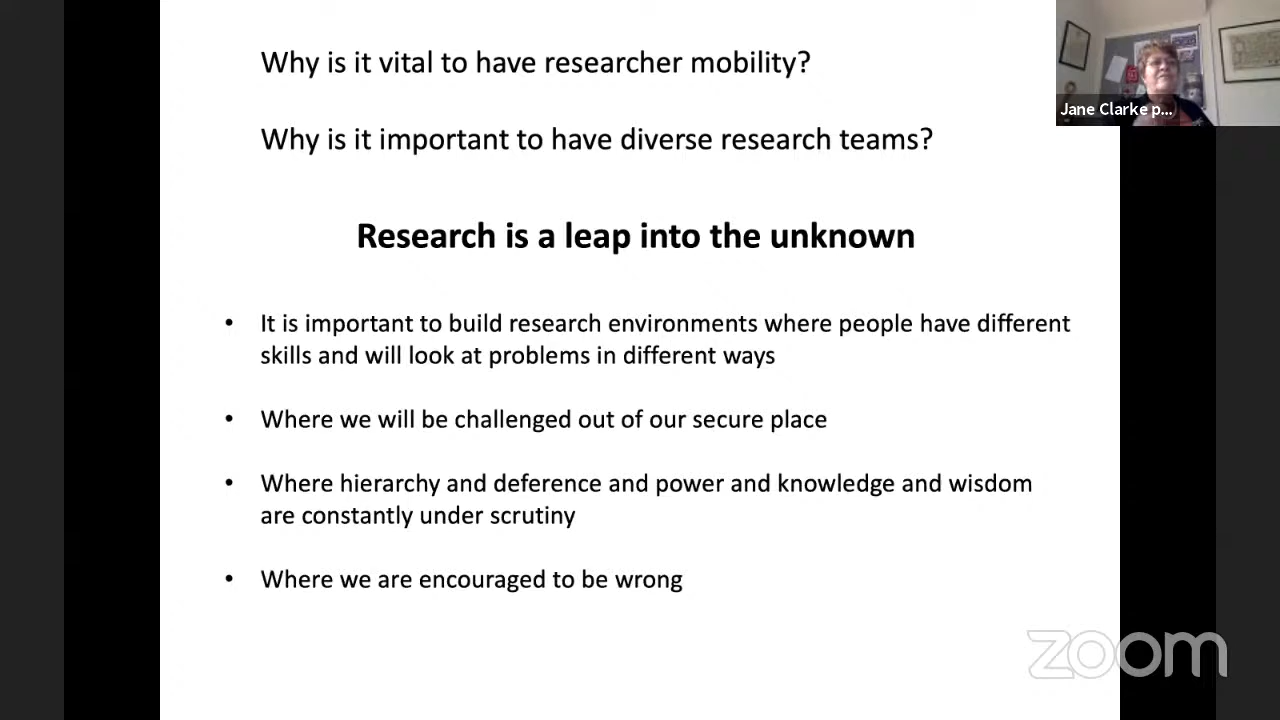 Why is it vital to have researcher mobility?
Jane Clarke p...
Why is it important to have diverse research teams?
Research is a leap into the unknown
• It is important to build research environments where people have different
skills and will look at problems in different ways
• Where we will be challenged out of our secure place
• Where hierarchy and deference and power and knowledge and wisdom
are constantly under scrutiny
• Where we are encouraged to be wrong
zoom